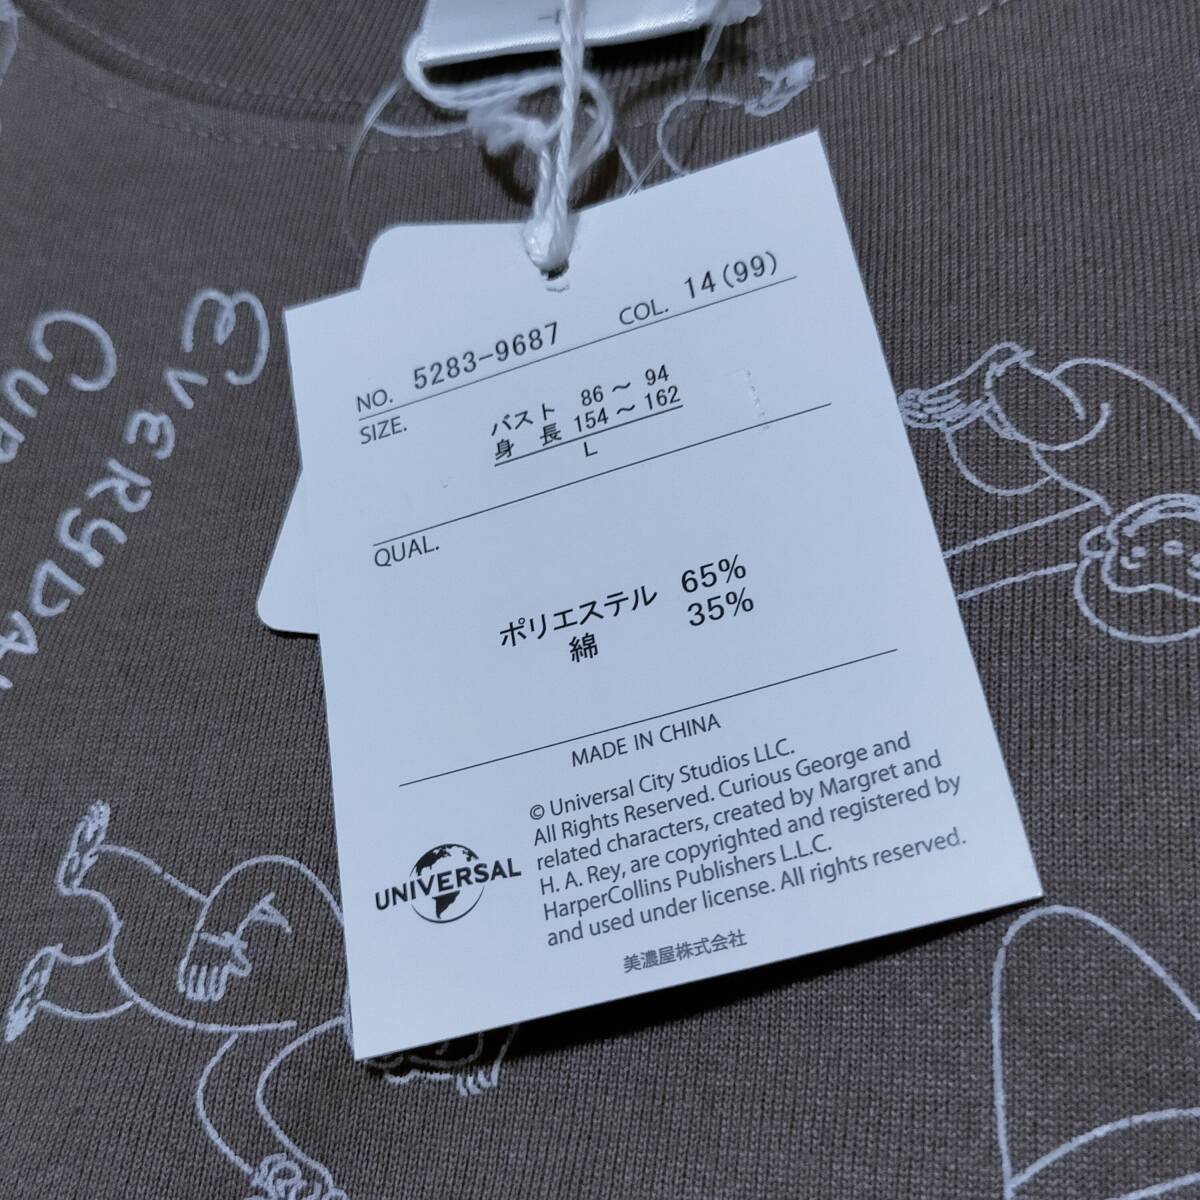 NO. 5283-9687 COL. 14(99)
SIZE. バスト 86～94
身長 154～162
L
QUAL.
ポリエステル 65%
綿 35%
MADE IN CHINA
UNIVERSAL
© Universal City Studios LLC.
All Rights Reserved. Curious George and
related characters, created by Margret and
H. A. Rey, are copyrighted and registered by
HarperCollins Publishers L.L.C.
and used under license. All rights reserved.
美濃屋株式会社
EVERYDA
CUR